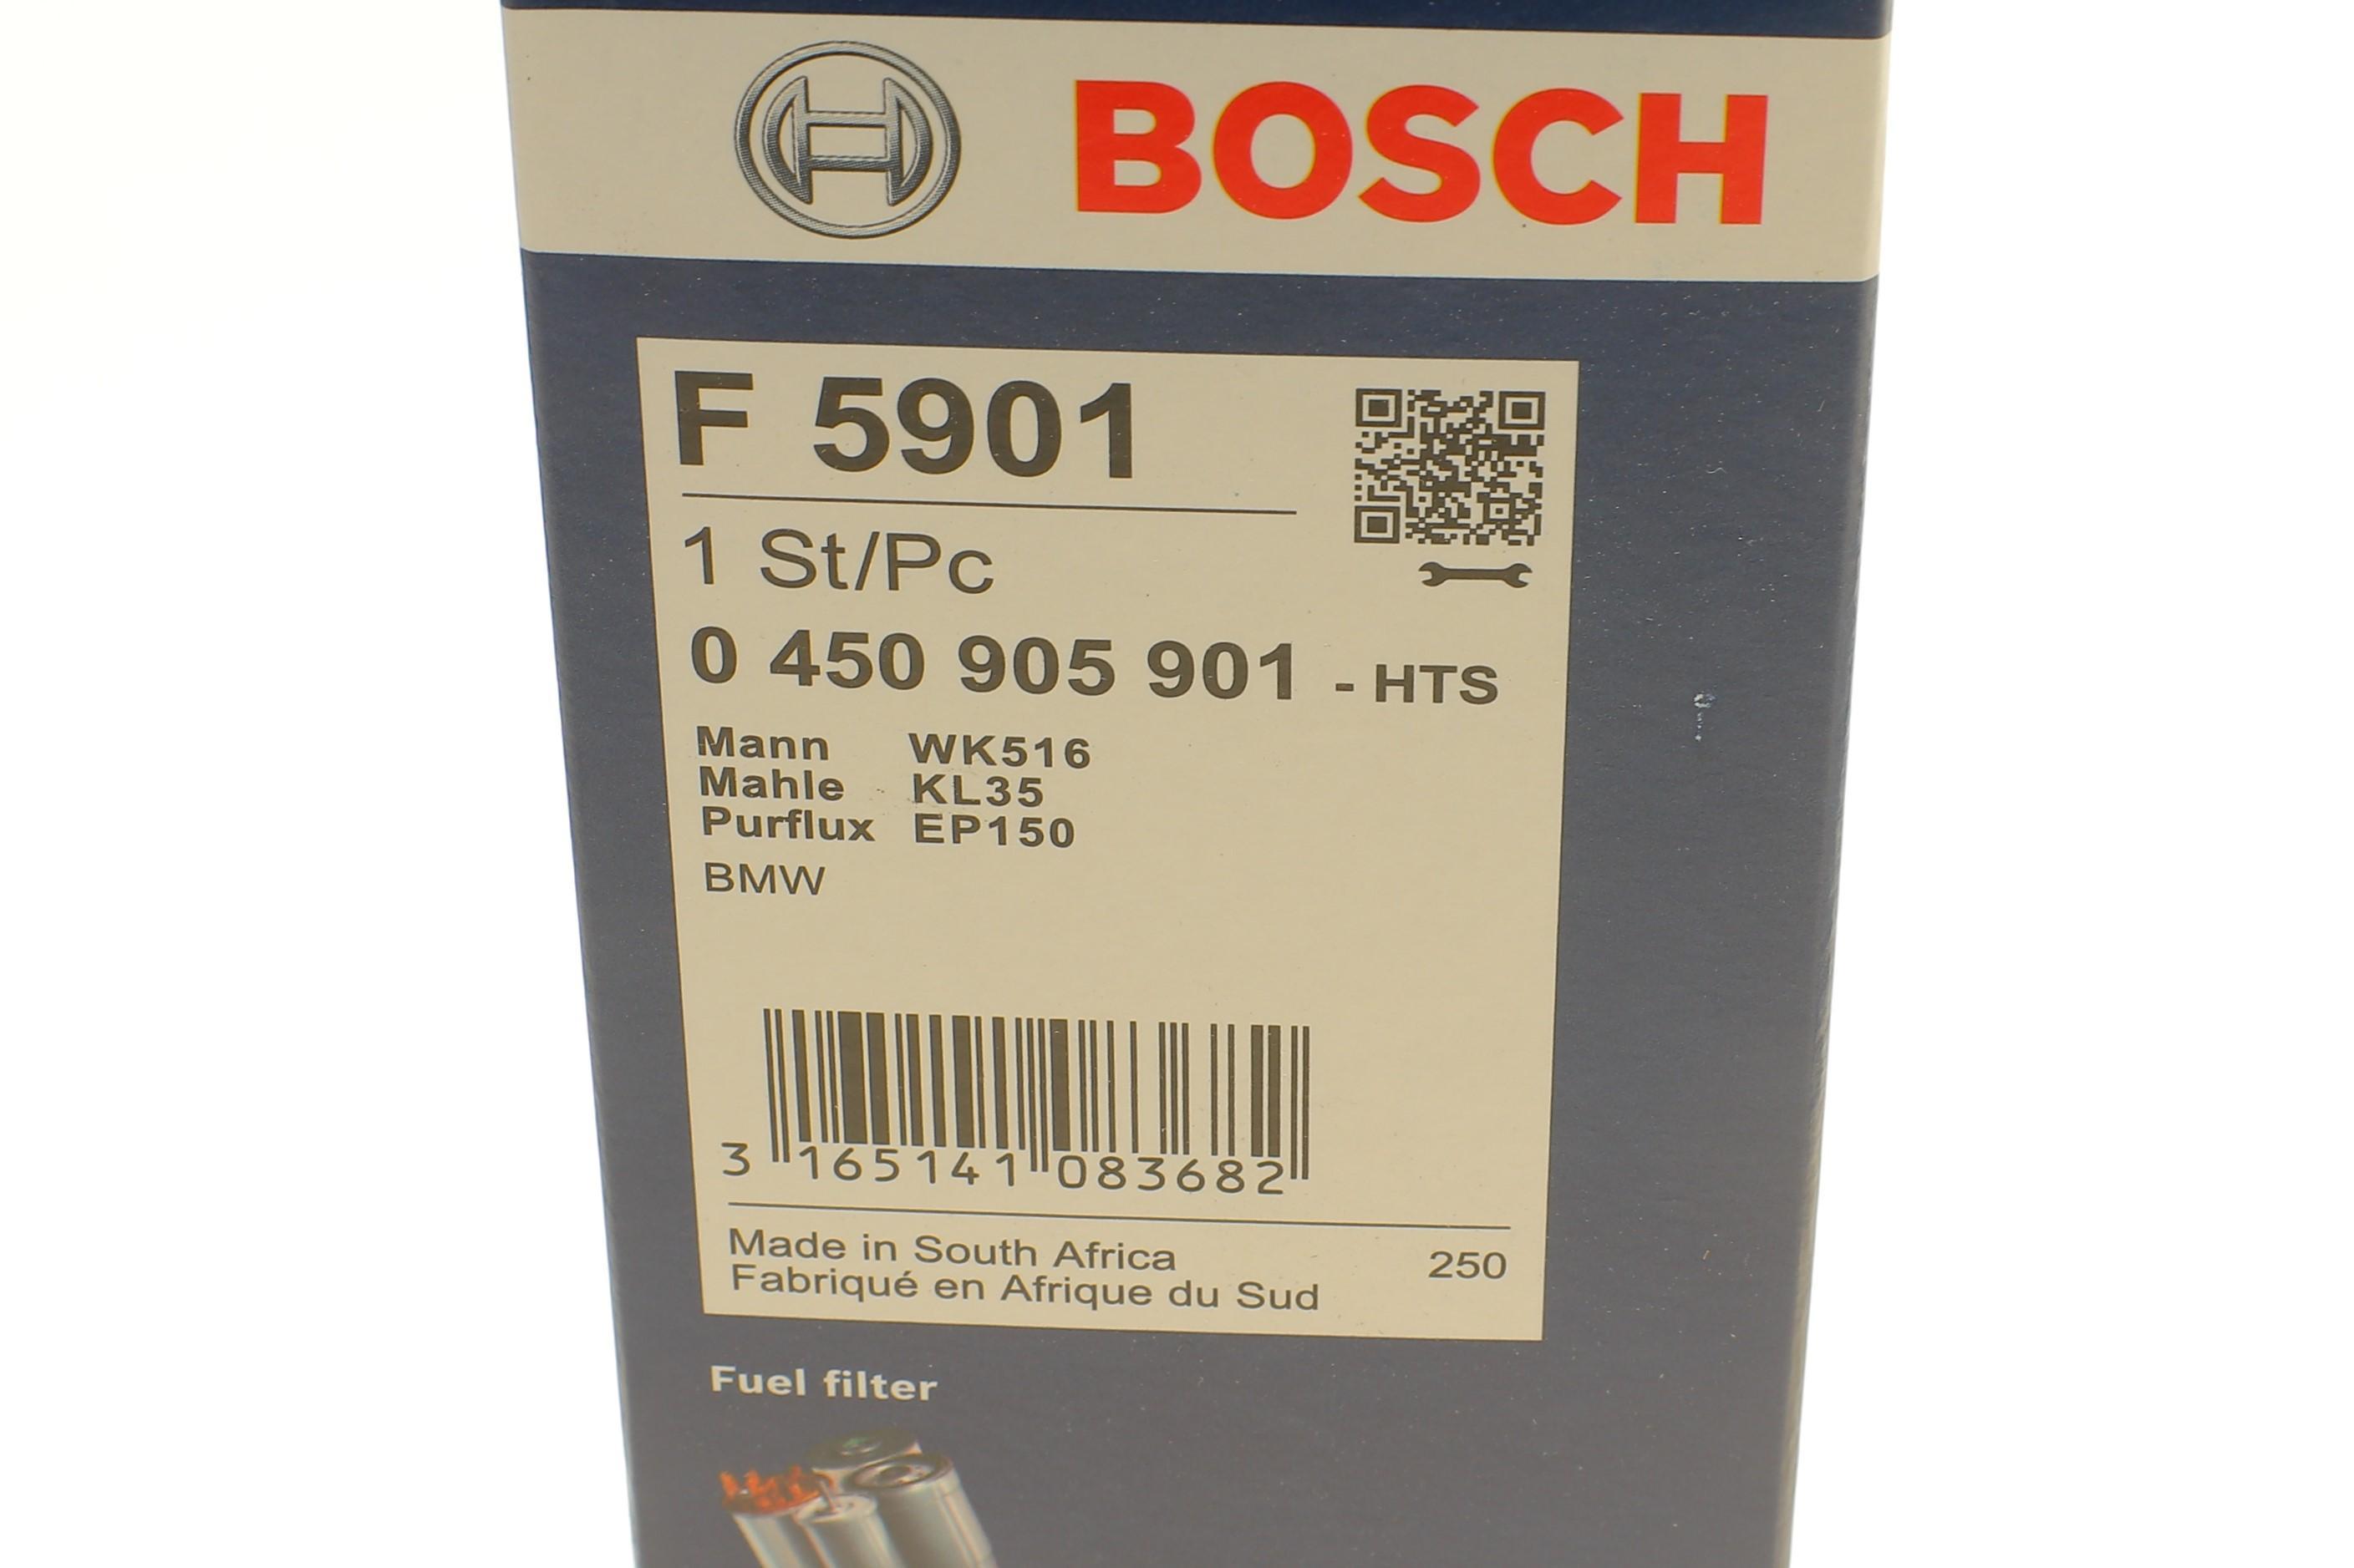 BOSCH
F 5901
1 St/Pc
0 450 905 901 - HTS
Mann WK516
Mahle KL35
Purflux EP150
BMW
3 165141 083682
Made in South Africa 250
Fabriqué en Afrique du Sud
Fuel filter